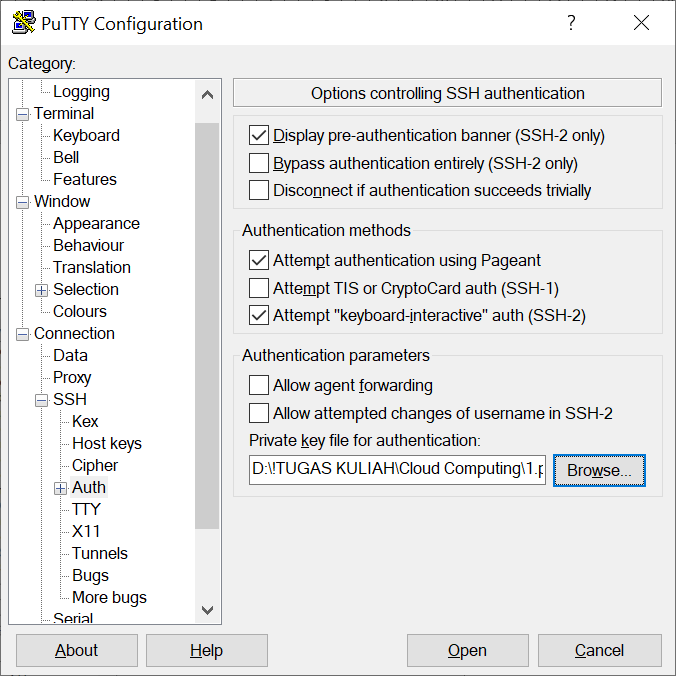 PuTTY Configuration
?
Category:
Logging
Terminal
Keyboard
Bell
Features
Window
Appearance
Behaviour
Translation
Selection
Colours
Connection
Data
Proxy
SSH
Kex
Host keys
Cipher
Auth
TTY
X11
Tunnels
Bugs
More bugs
Serial
Options controlling SSH authentication
Display pre-authentication banner (SSH-2 only)
Bypass authentication entirely (SSH-2 only)
Disconnect if authentication succeeds trivially
Authentication methods
Attempt authentication using Pageant
Attempt TIS or CryptoCard auth (SSH-1)
Attempt "keyboard-interactive" auth (SSH-2)
Authentication parameters
Allow agent forwarding
Allow attempted changes of username in SSH-2
Private key file for authentication:
D:\!TUGAS KULIAH\Cloud Computing\1.p
Browse...
About
Help
Open
Cancel